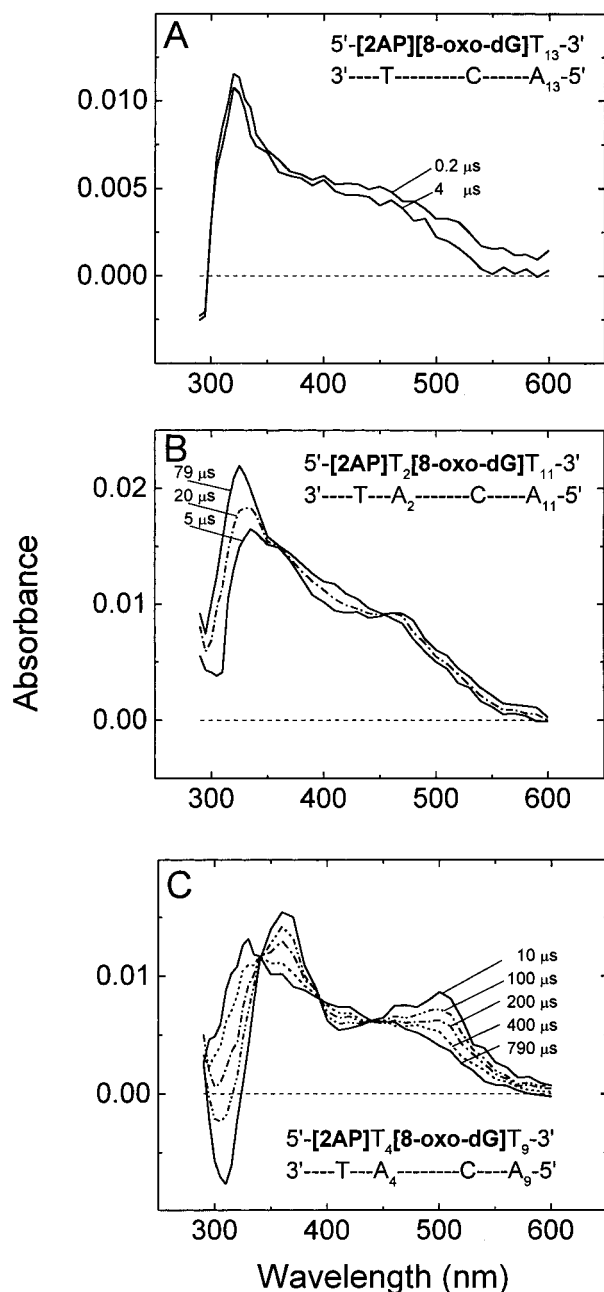 A
5'-[2AP][8-oxo-dG]T13-3'
3'----T---------C-----A13-5'
0.010
0.2 μs
4 μs
0.005
0.000
300 400 500 600
B
5'-[2AP]T2[8-oxo-dG]T11-3'
3'----T---A2-------C-----A11-5'
0.02
79 μs
20 μs
5 μs
0.01
0.00
300 400 500 600
Absorbance
C
10 μs
0.01
100 μs
200 μs
400 μs
790 μs
0.00
5'-[2AP]T4[8-oxo-dG]T9-3'
3'----T---A4--------C----A9-5'
300 400 500 600
Wavelength (nm)